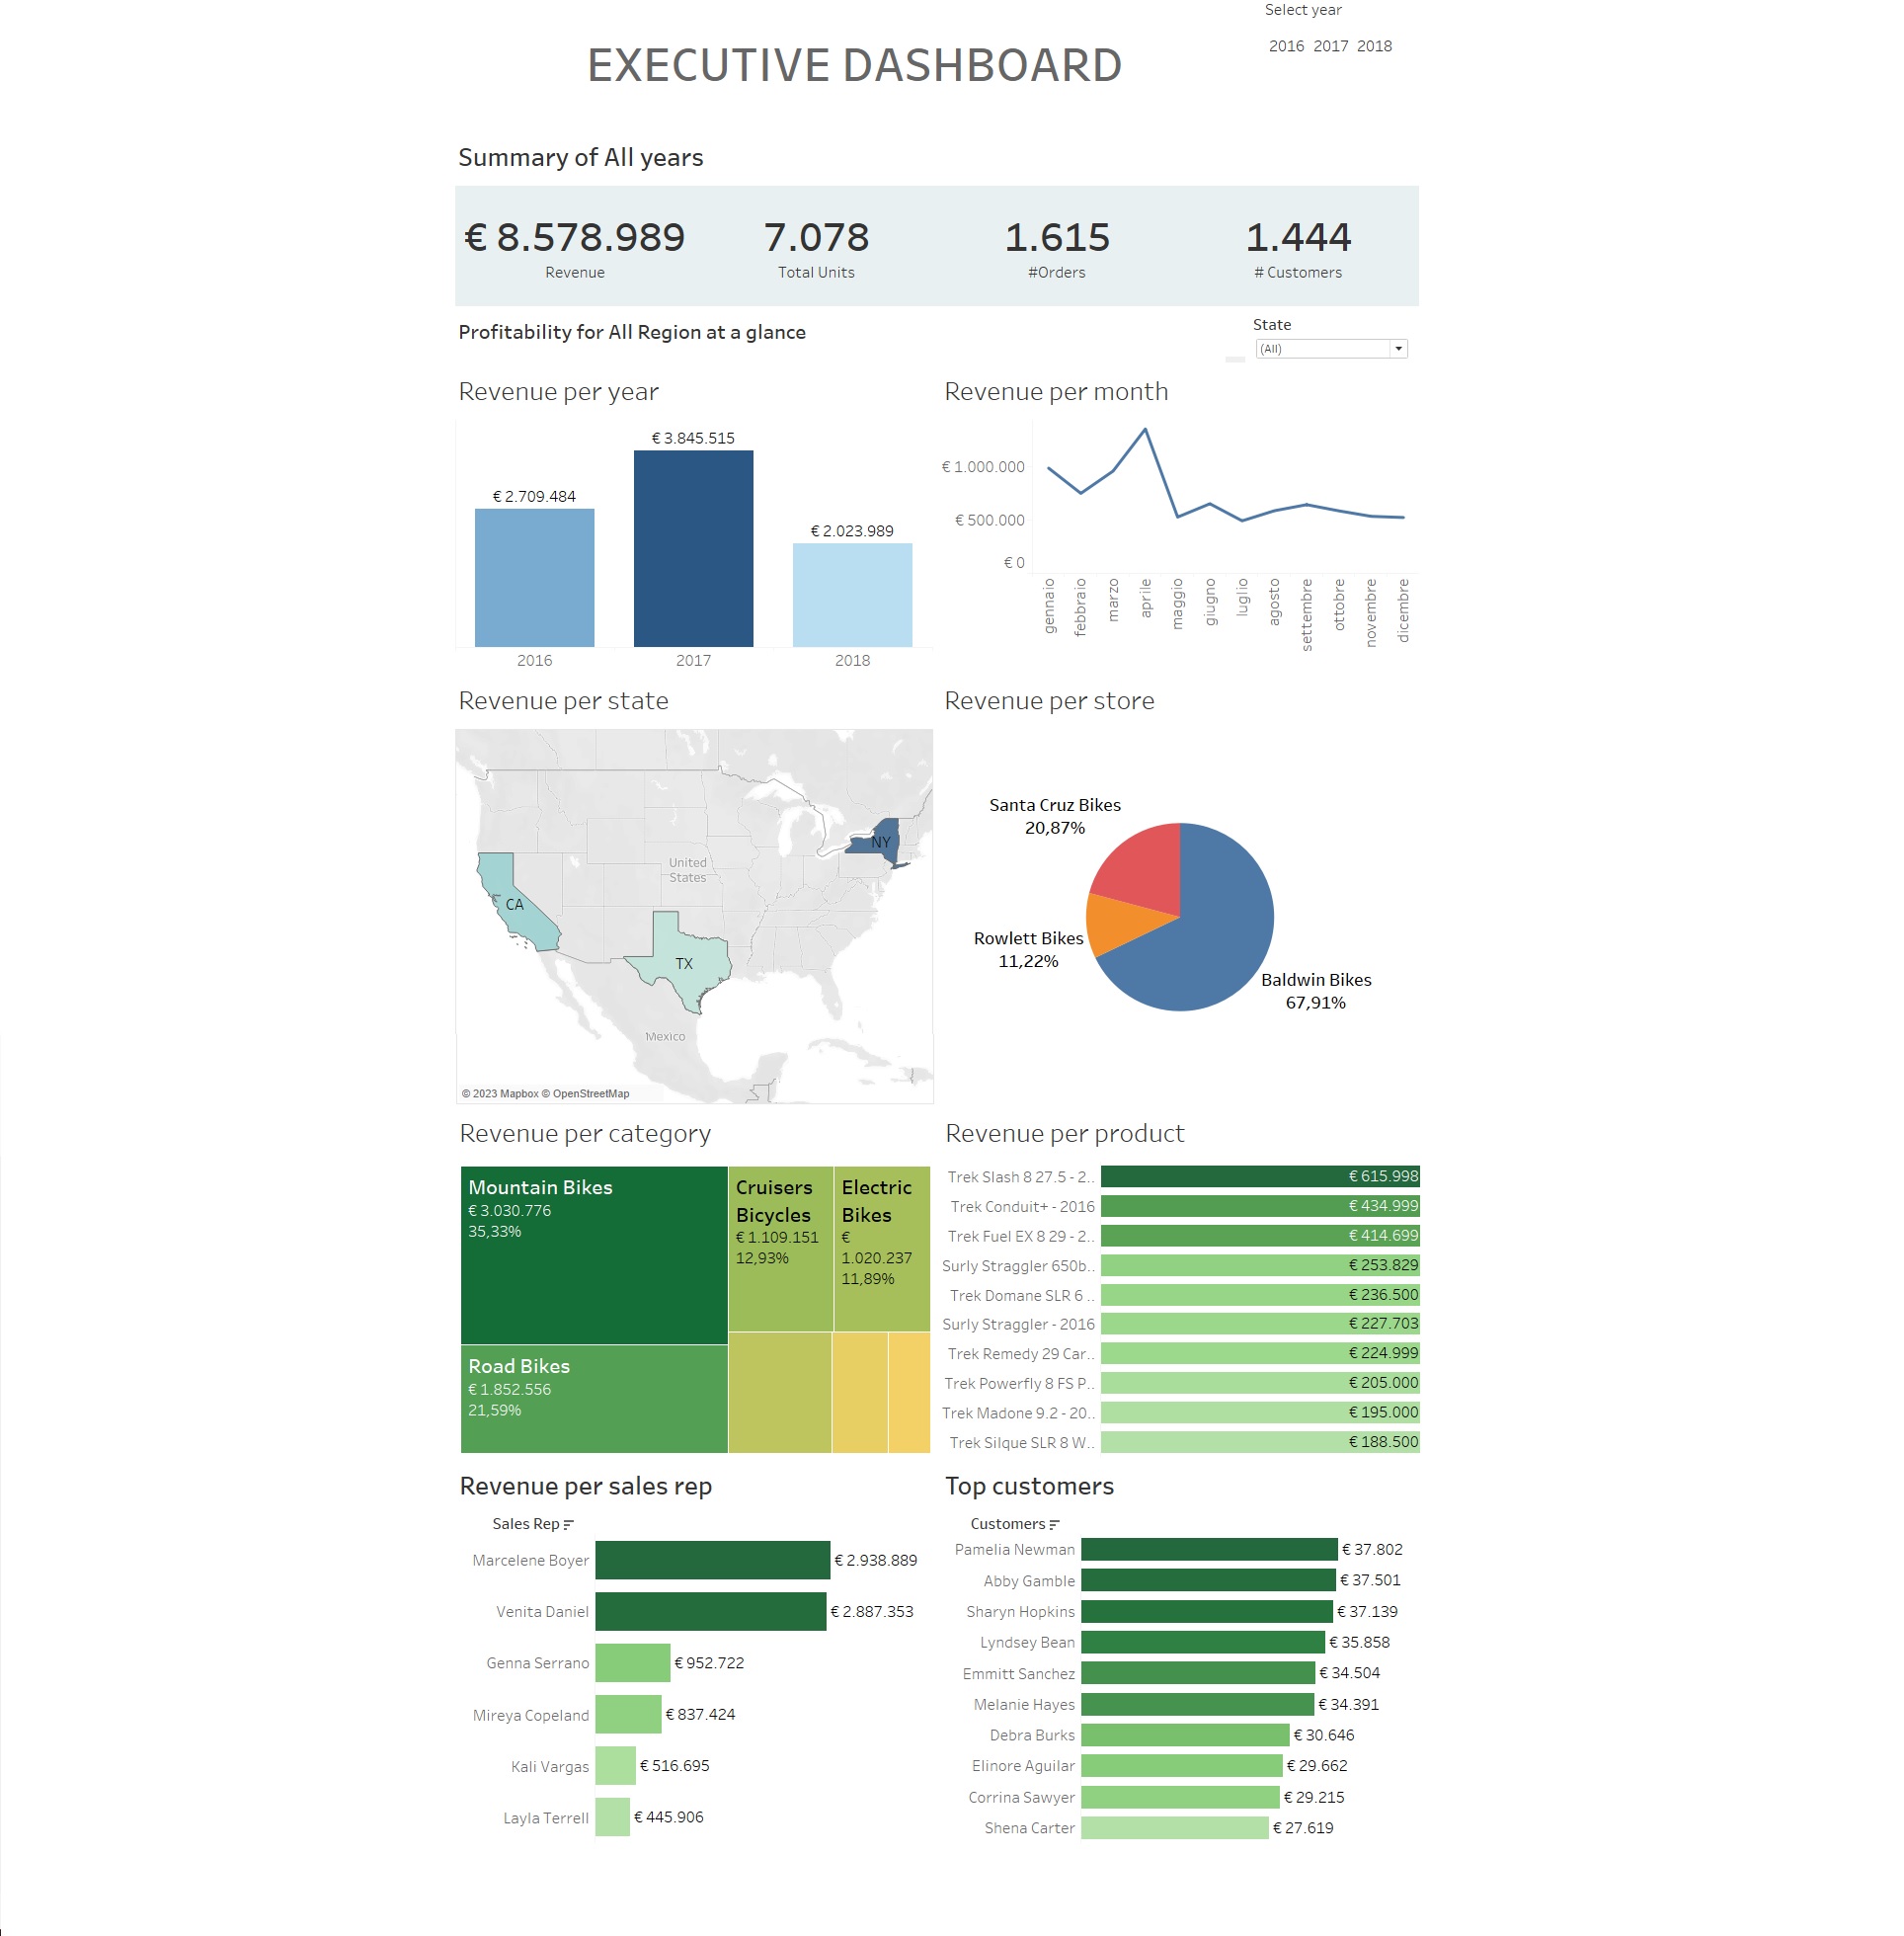 Select year
2016 2017 2018
EXECUTIVE DASHBOARD
Summary of All years
€ 8.578.989
Revenue
7.078
Total Units
1.615
#Orders
1.444
# Customers
Profitability for All Region at a glance
State
(All)
Revenue per year
€ 3.845.515
€ 2.709.484
€ 2.023.989
2016
2017
2018
Revenue per month
€ 1.000.000
€ 500.000
€ 0
gennaio
febbraio
marzo
aprile
maggio
giugno
luglio
agosto
settembre
ottobre
novembre
dicembre
Revenue per state
NY
United
States
CA
TX
Mexico
© 2023 Mapbox © OpenStreetMap
Revenue per store
Santa Cruz Bikes
20,87%
Rowlett Bikes
11,22%
Baldwin Bikes
67,91%
Revenue per category
Mountain Bikes
€ 3.030.776
35,33%
Cruisers
Bicycles
€ 1.109.151
12,93%
Electric
Bikes
€
1.020.237
11,89%
Road Bikes
€ 1.852.556
21,59%
Revenue per product
Trek Slash 8 27.5 - 2.. € 615.998
Trek Conduit+ - 2016 € 434.999
Trek Fuel EX 8 29 - 2.. € 414.699
Surly Straggler 650b.. € 253.829
Trek Domane SLR 6 .. € 236.500
Surly Straggler - 2016 € 227.703
Trek Remedy 29 Car.. € 224.999
Trek Powerfly 8 FS P.. € 205.000
Trek Madone 9.2 - 20.. € 195.000
Trek Silque SLR 8 W.. € 188.500
Revenue per sales rep
Sales Rep
Marcelene Boyer € 2.938.889
Venita Daniel € 2.887.353
Genna Serrano € 952.722
Mireya Copeland € 837.424
Kali Vargas € 516.695
Layla Terrell € 445.906
Top customers
Customers
Pamelia Newman € 37.802
Abby Gamble € 37.501
Sharyn Hopkins € 37.139
Lyndsey Bean € 35.858
Emmitt Sanchez € 34.504
Melanie Hayes € 34.391
Debra Burks € 30.646
Elinore Aguilar € 29.662
Corrina Sawyer € 29.215
Shena Carter € 27.619